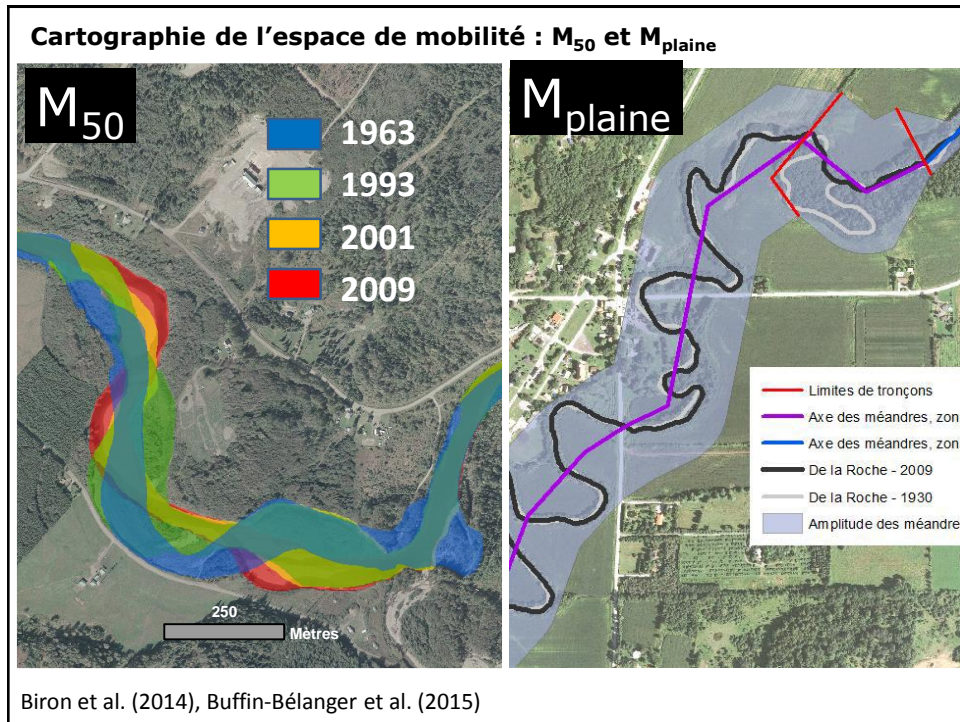 Cartographie de l'espace de mobilité : M50 et Mplaine
M50
1963
1993
2001
2009
250
Mètres
Mplaine
Limites de tronçons
Axe des méandres, zon
Axe des méandres, zon
De la Roche - 2009
De la Roche - 1930
Amplitude des méandre
Biron et al. (2014), Buffin-Bélanger et al. (2015)